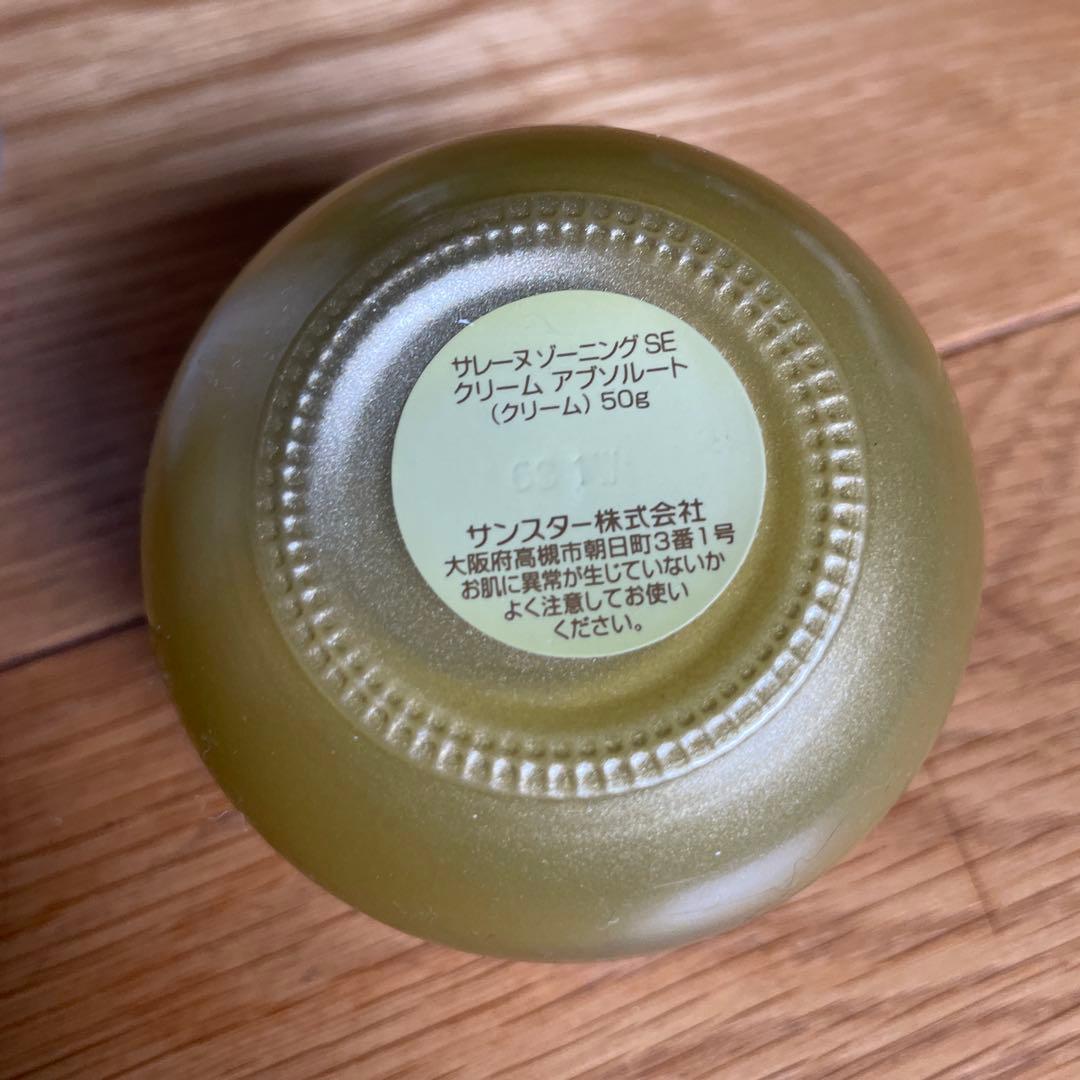 サレーヌ ゾーニング SE
クリーム アブソルート
(クリーム) 50g
サンスター株式会社
大阪府高槻市朝日町3番1号
お肌に異常が生じていないか
よく注意してお使い
ください。